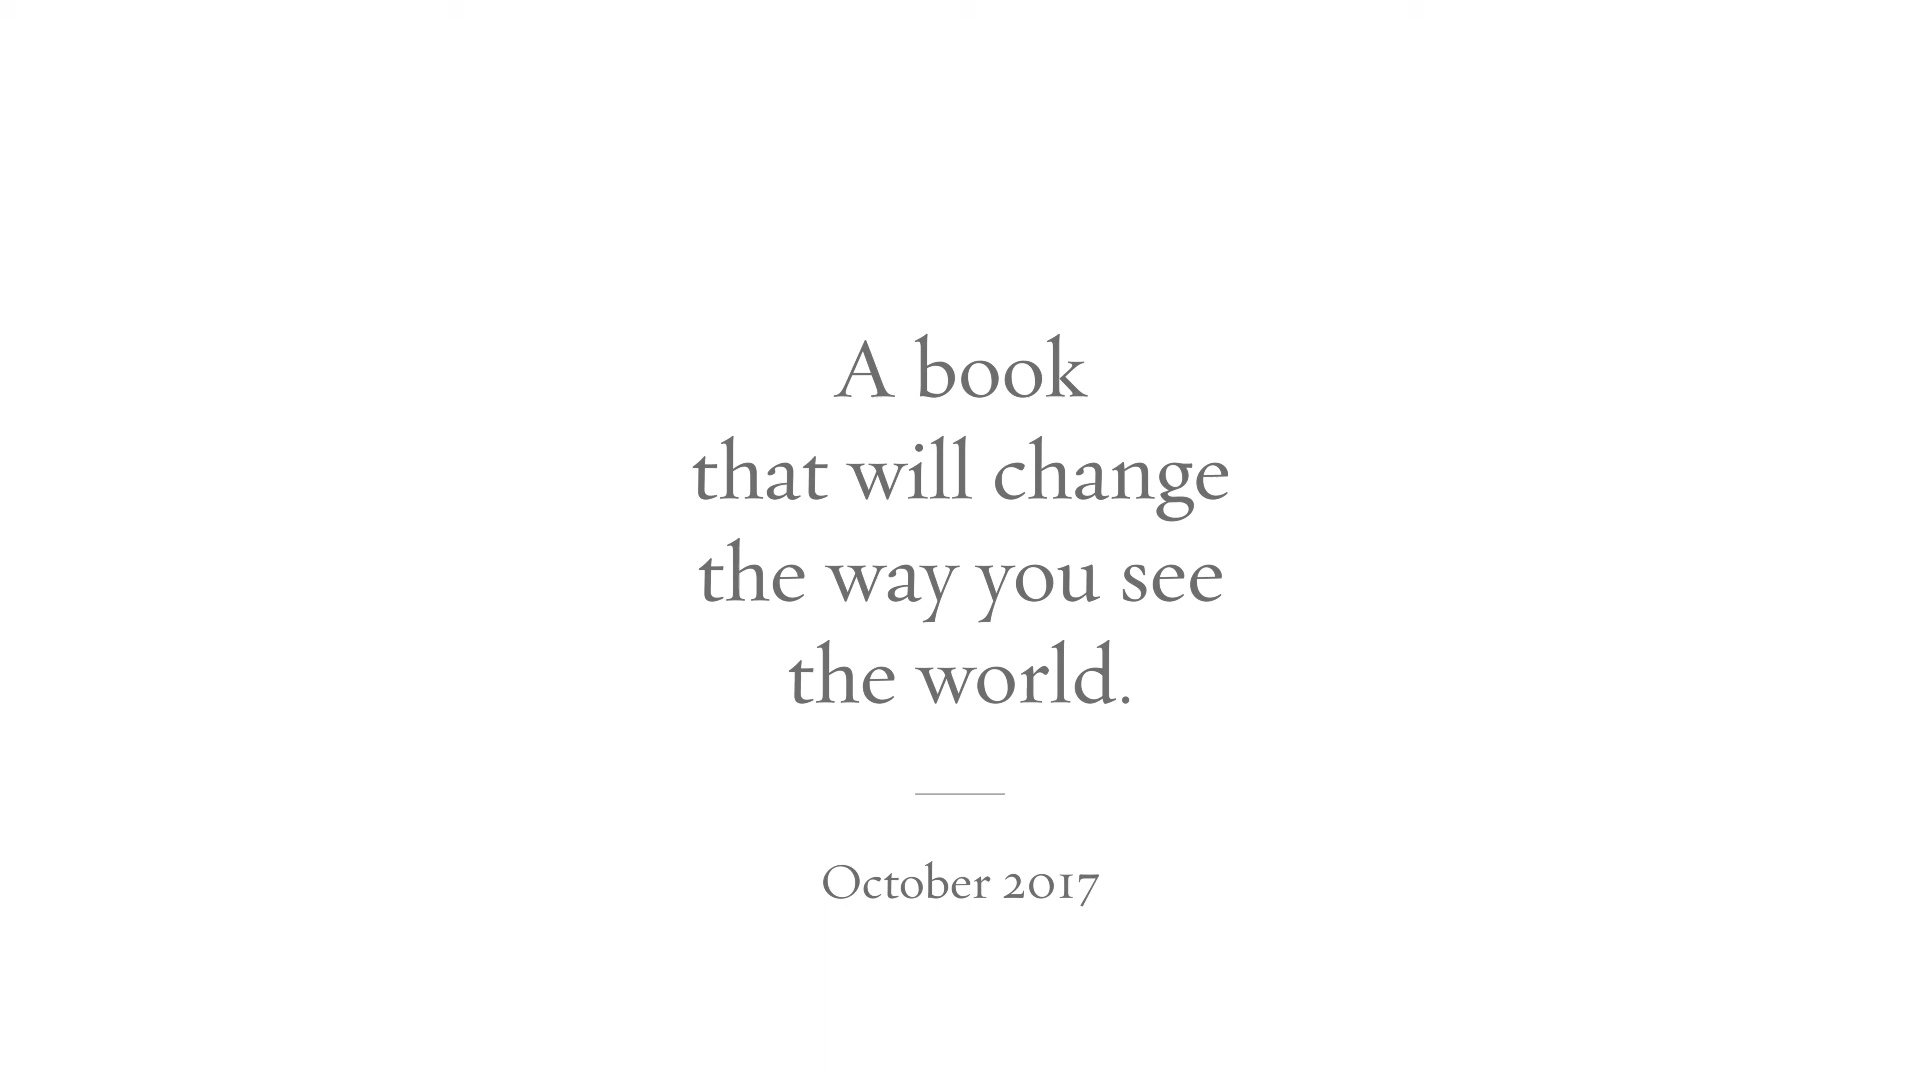 A book
that will change
the way you see
the world.
October 2017